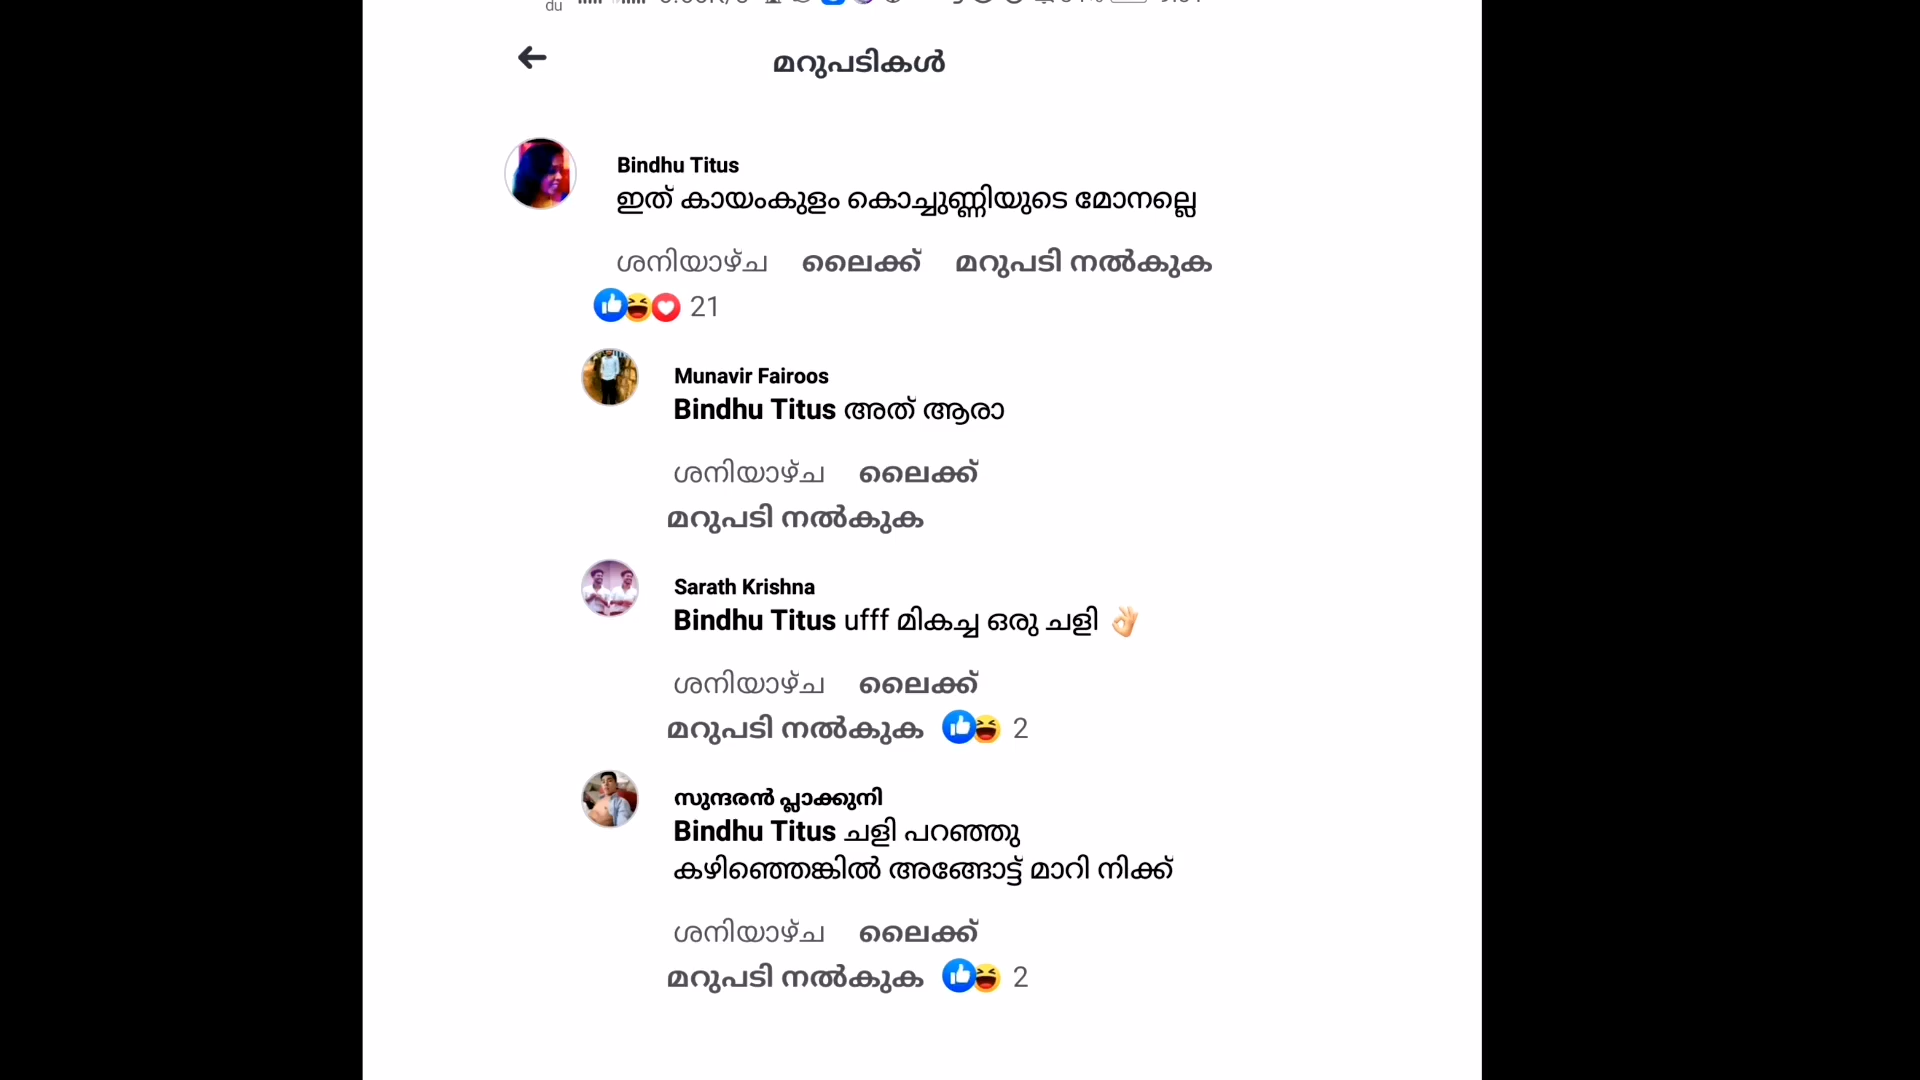 du
മറുപടികൾ
Bindhu Titus
ഇത് കായംകുളം കൊച്ചുണ്ണിയുടെ മോനല്ലെ
ശനിയാഴ്ച ലൈക്ക് മറുപടി നൽകുക
21
Munavir Fairoos
Bindhu Titus അത് ആരാ
ശനിയാഴ്ച ലൈക്ക്
മറുപടി നൽകുക
Sarath Krishna
Bindhu Titus ufff മികച്ച ഒരു ചളി 👌🏻
ശനിയാഴ്ച ലൈക്ക്
മറുപടി നൽകുക 2
സുന്ദരൻ പ്ലാക്കുനി
Bindhu Titus ചളി പറഞ്ഞു
കഴിഞ്ഞെങ്കിൽ അങ്ങോട്ട് മാറി നിക്ക്
ശനിയാഴ്ച ലൈക്ക്
മറുപടി നൽകുക 2